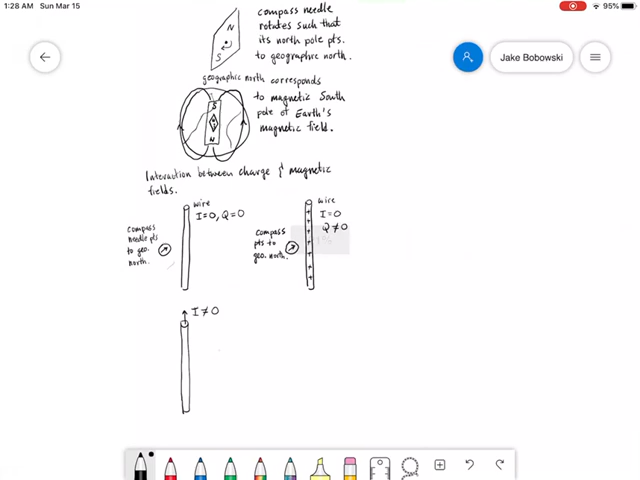 1:28 AM Sun Mar 15
95%
Jake Bobowski
compass needle
rotates such that
its north pole pts.
to geographic north.
N
S
geographic north corresponds
to magnetic South
pole of Earth's
magnetic field.
S
N
Interaction between charge & magnetic
fields.
wire
I=0, Q=0
compass
needle pts
to geo.
north.
wire
I=0
Q≠0
compass
pts to
geo. north.
+
+
+
+
+
+
+
I≠0